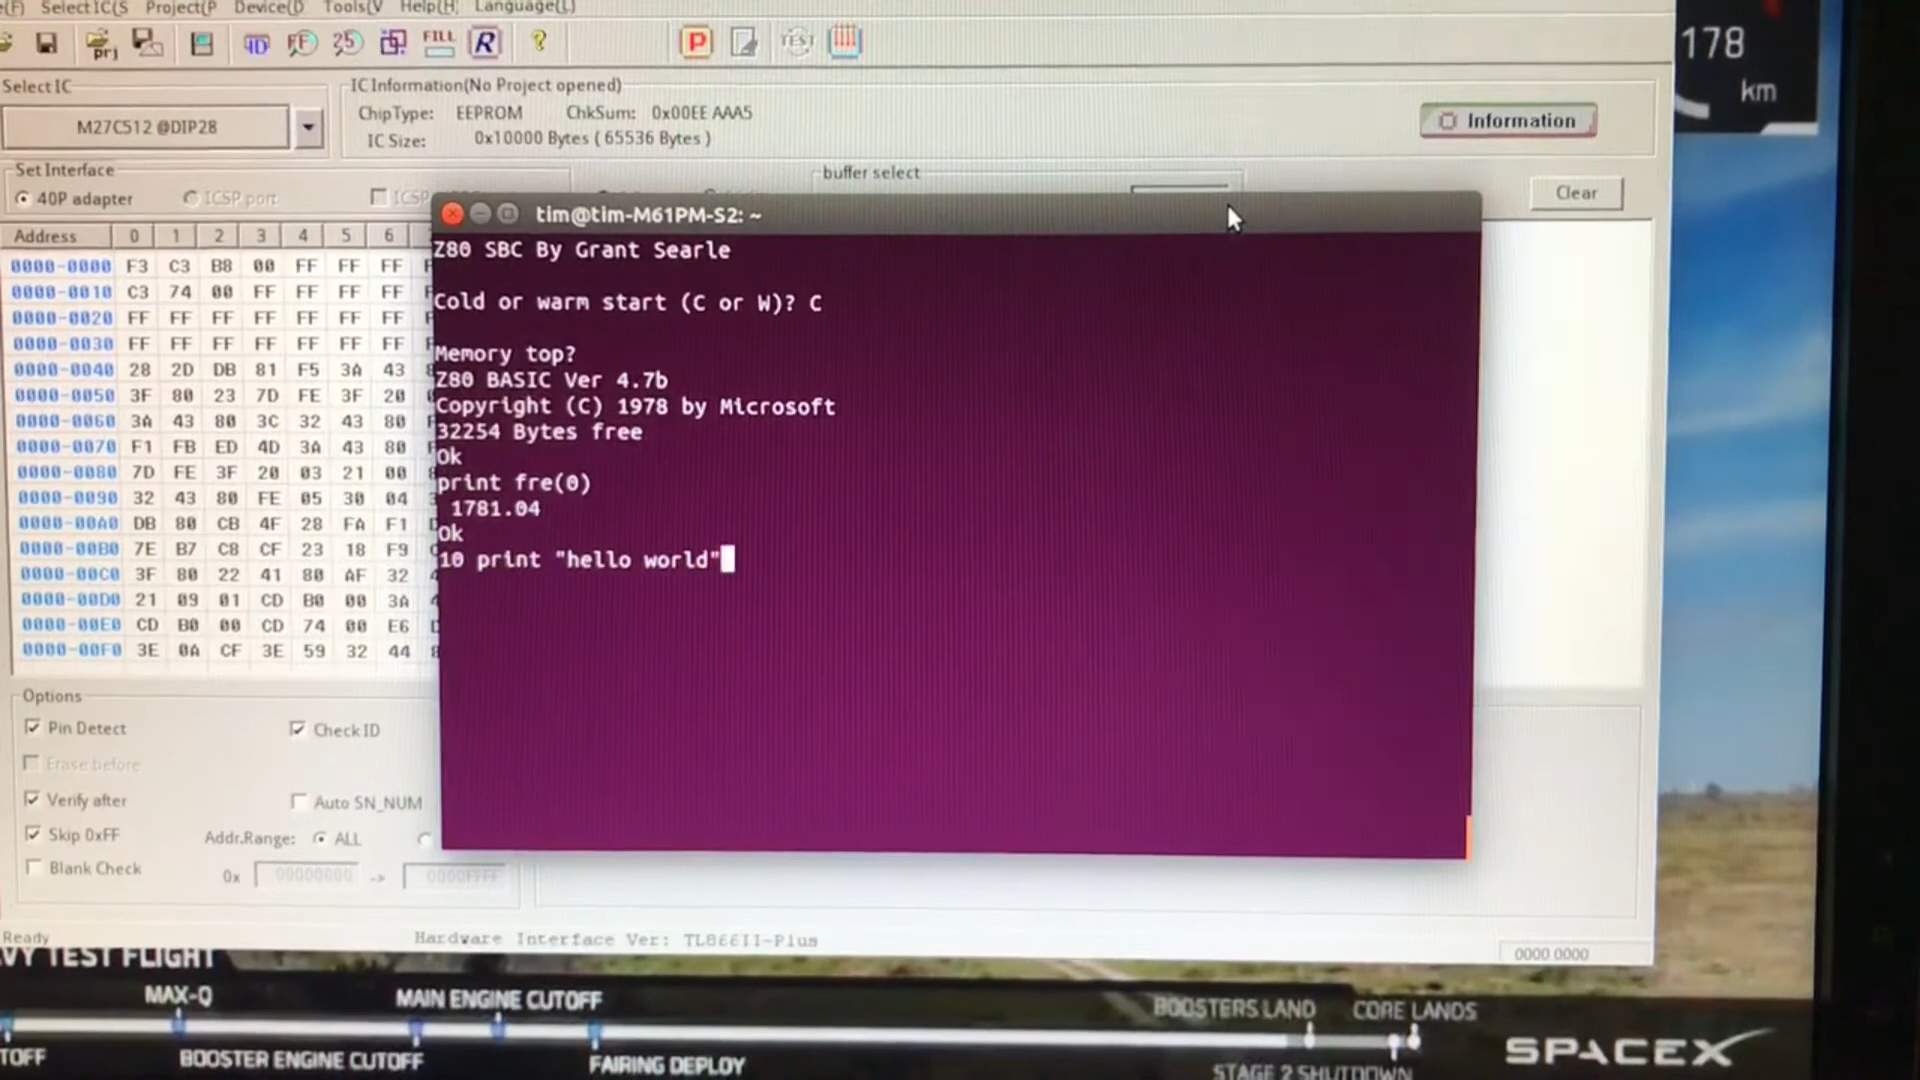 (F) Select IC(S Project(P Device(D Tools(V Help(H Language(L)
prj ID FF 25 FILL R ? P TEST
178
km
Select IC
M27C512 @DIP28
IC Information(No Project opened)
ChipType: EEPROM ChkSum: 0x00EE AAA5
IC Size: 0x10000 Bytes ( 65536 Bytes )
Information
Set Interface
40P adapter ICSP port
buffer select
Clear
tim@tim-M61PM-S2: ~
Z80 SBC By Grant Searle
Cold or warm start (C or W)? C
Memory top?
Z80 BASIC Ver 4.7b
Copyright (C) 1978 by Microsoft
32254 Bytes free
Ok
print fre(0)
1781.04
Ok
10 print "hello world"
Address 0 1 2 3 4 5 6
0000-0000 F3 C3 B8 00 FF FF FF
0000-0010 C3 74 00 FF FF FF FF
0000-0020 FF FF FF FF FF FF FF
0000-0030 FF FF FF FF FF FF FF
0000-0040 28 2D DB 81 F5 3A 43
0000-0050 3F 80 23 7D FE 3F 20
0000-0060 3A 43 80 3C 32 43 80
0000-0070 F1 FB ED 4D 3A 43 80
0000-0080 7D FE 3F 20 03 21 00
0000-0090 32 43 80 FE 05 30 04
0000-00A0 DB 80 CB 4F 28 FA F1
0000-00B0 7E B7 C8 CF 23 18 F9
0000-00C0 3F 80 22 41 80 AF 32
0000-00D0 21 09 01 CD B0 00 3A
0000-00E0 CD B0 00 CD 74 00 E6
0000-00F0 3E 0A CF 3E 59 32 44
Options
Pin Detect Check ID
Erase before
Verify after Auto SN_NUM
Skip 0xFF Addr.Range: ALL
Blank Check 0x 00000000 -> 0000FFFF
Ready Hardware Interface Ver: TL866II-Plus 0000 0000
VY TEST FLIGHT
MAX-Q MAIN ENGINE CUTOFF BOOSTERS LAND CORE LANDS
TOFF BOOSTER ENGINE CUTOFF FAIRING DEPLOY STAGE 2 SHUTDOWN
SPACEX